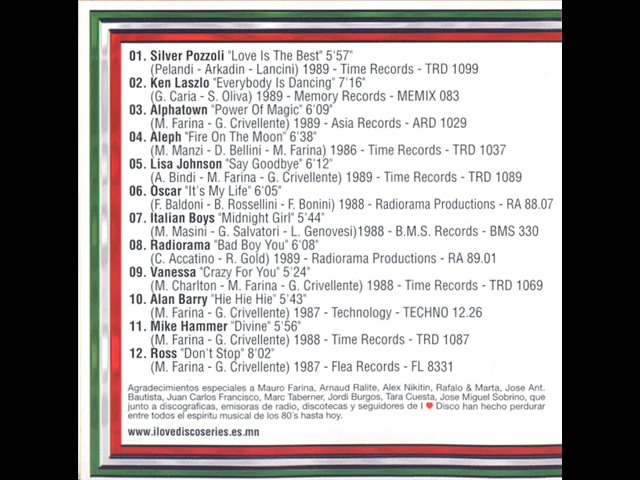 01. Silver Pozzoli "Love Is The Best" 5'57"
(Pelandi - Arkadin - Lancini) 1989 - Time Records - TRD 1099
02. Ken Laszlo "Everybody Is Dancing" 7'16"
(G. Caria - S. Oliva) 1989 - Memory Records - MEMIX 083
03. Alphatown "Power Of Magic" 6'09"
(M. Farina - G. Crivellente) 1989 - Asia Records - ARD 1029
04. Aleph "Fire On The Moon" 6'38"
(M. Manzi - D. Bellini - M. Farina) 1986 - Time Records - TRD 1037
05. Lisa Johnson "Say Goodbye" 6'12"
(A. Bindi - M. Farina - G. Crivellente) 1989 - Time Records - TRD 1089
06. Oscar "It's My Life" 6'05"
(F. Baldoni - B. Rossellini - F. Bonini) 1988 - Radiorama Productions - RA 88.07
07. Italian Boys "Midnight Girl" 5'44"
(M. Masini - G. Salvatori - L. Genovesi)1988 - B.M.S. Records - BMS 330
08. Radiorama "Bad Boy You" 6'08"
(C. Accatino - R. Gold) 1989 - Radiorama Productions - RA 89.01
09. Vanessa "Crazy For You" 5'24"
(M. Charlton - M. Farina - G. Crivellente) 1988 - Time Records - TRD 1069
10. Alan Barry "Hie Hie Hie" 5'43"
(M. Farina - G. Crivellente) 1987 - Technology - TECHNO 12.26
11. Mike Hammer "Divine" 5'56"
(M. Farina - G. Crivellente) 1988 - Time Records - TRD 1087
12. Ross "Don't Stop" 8'02"
(M. Farina - G. Crivellente) 1987 - Flea Records - FL 8331
Agradecimientos especiales a Mauro Farina, Arnaud Ralite, Alex Nikitin, Rafalo & Marta, Jose Ant.
Bautista, Juan Carlos Francisco, Marc Taberner, Jordi Burgos, Tara Cuesta, Jose Miguel Sobrino, que
junto a discograficas, emisoras de radio, discotecas y seguidores de I ♥ Disco han hecho perdurar
entre todos el espíritu musical de los 80´s hasta hoy.
www.ilovediscoseries.es.mn